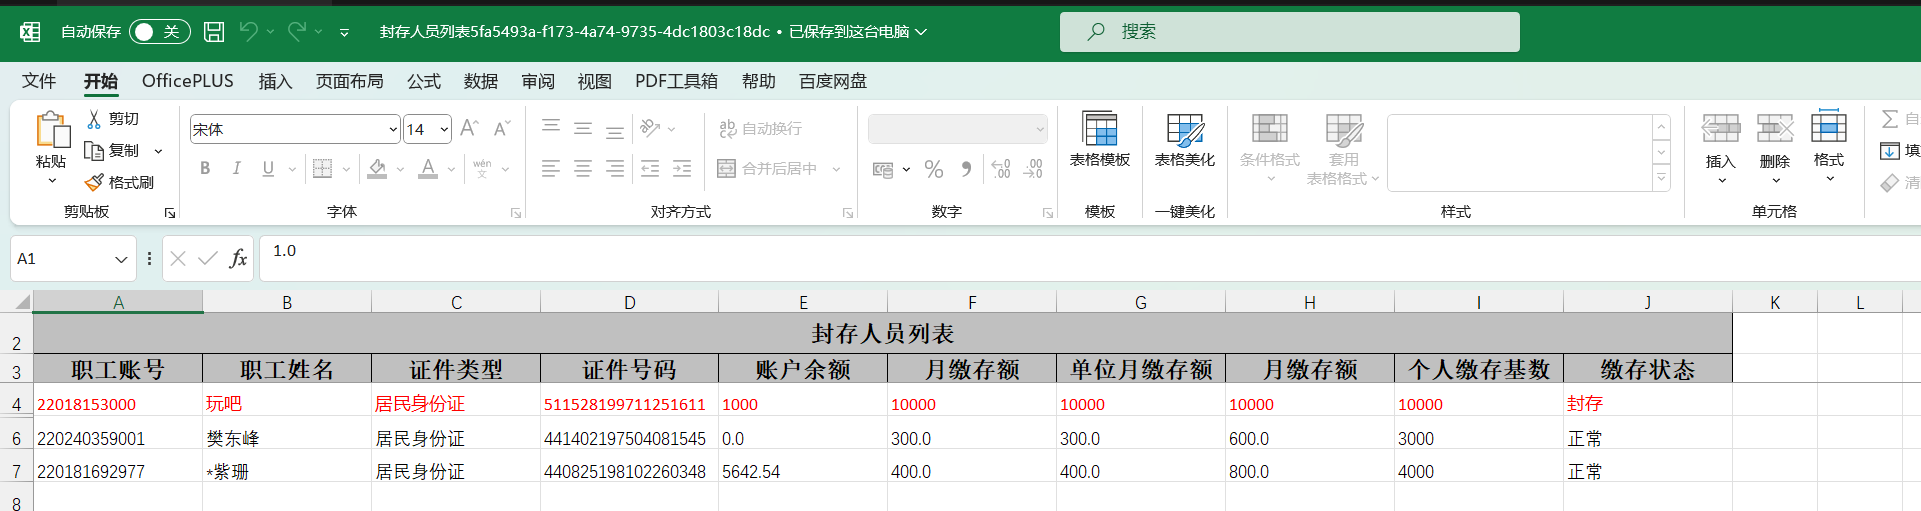 自动保存 关 封存人员列表5fa5493a-f173-4a74-9735-4dc1803c18dc • 已保存到这台电脑 搜索
文件 开始 OfficePLUS 插入 页面布局 公式 数据 审阅 视图 PDF工具箱 帮助 百度网盘
粘贴 剪切 复制 格式刷 剪贴板
宋体 14 A A B I U A wén 文 字体
ab 自动换行 合并后居中 对齐方式
% 数字
表格模板 模板
表格美化 一键美化
条件格式 套用 表格格式 样式
插入 删除 格式 单元格
A1 fx 1.0
A B C D E F G H I J K L
2 封存人员列表
3 职工账号 职工姓名 证件类型 证件号码 账户余额 月缴存额 单位月缴存额 月缴存额 个人缴存基数 缴存状态
4 22018153000 玩吧 居民身份证 511528199711251611 1000 10000 10000 10000 10000 封存
6 220240359001 樊东峰 居民身份证 441402197504081545 0.0 300.0 300.0 600.0 3000 正常
7 220181692977 *紫珊 居民身份证 440825198102260348 5642.54 400.0 400.0 800.0 4000 正常
8